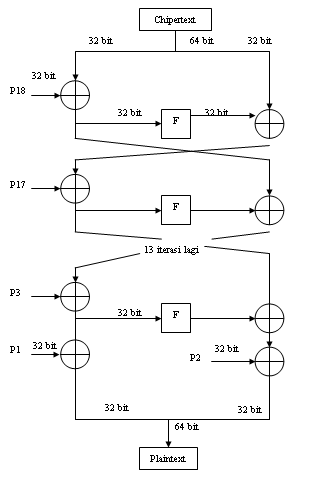 Chipertext
32 bit 64 bit 32 bit
32 bit
P18
32 bit F 32 bit
P17
F
13 iterasi lagi
P3
32 bit F
P1 32 bit 32 bit
P2
32 bit 32 bit
64 bit
Plaintext